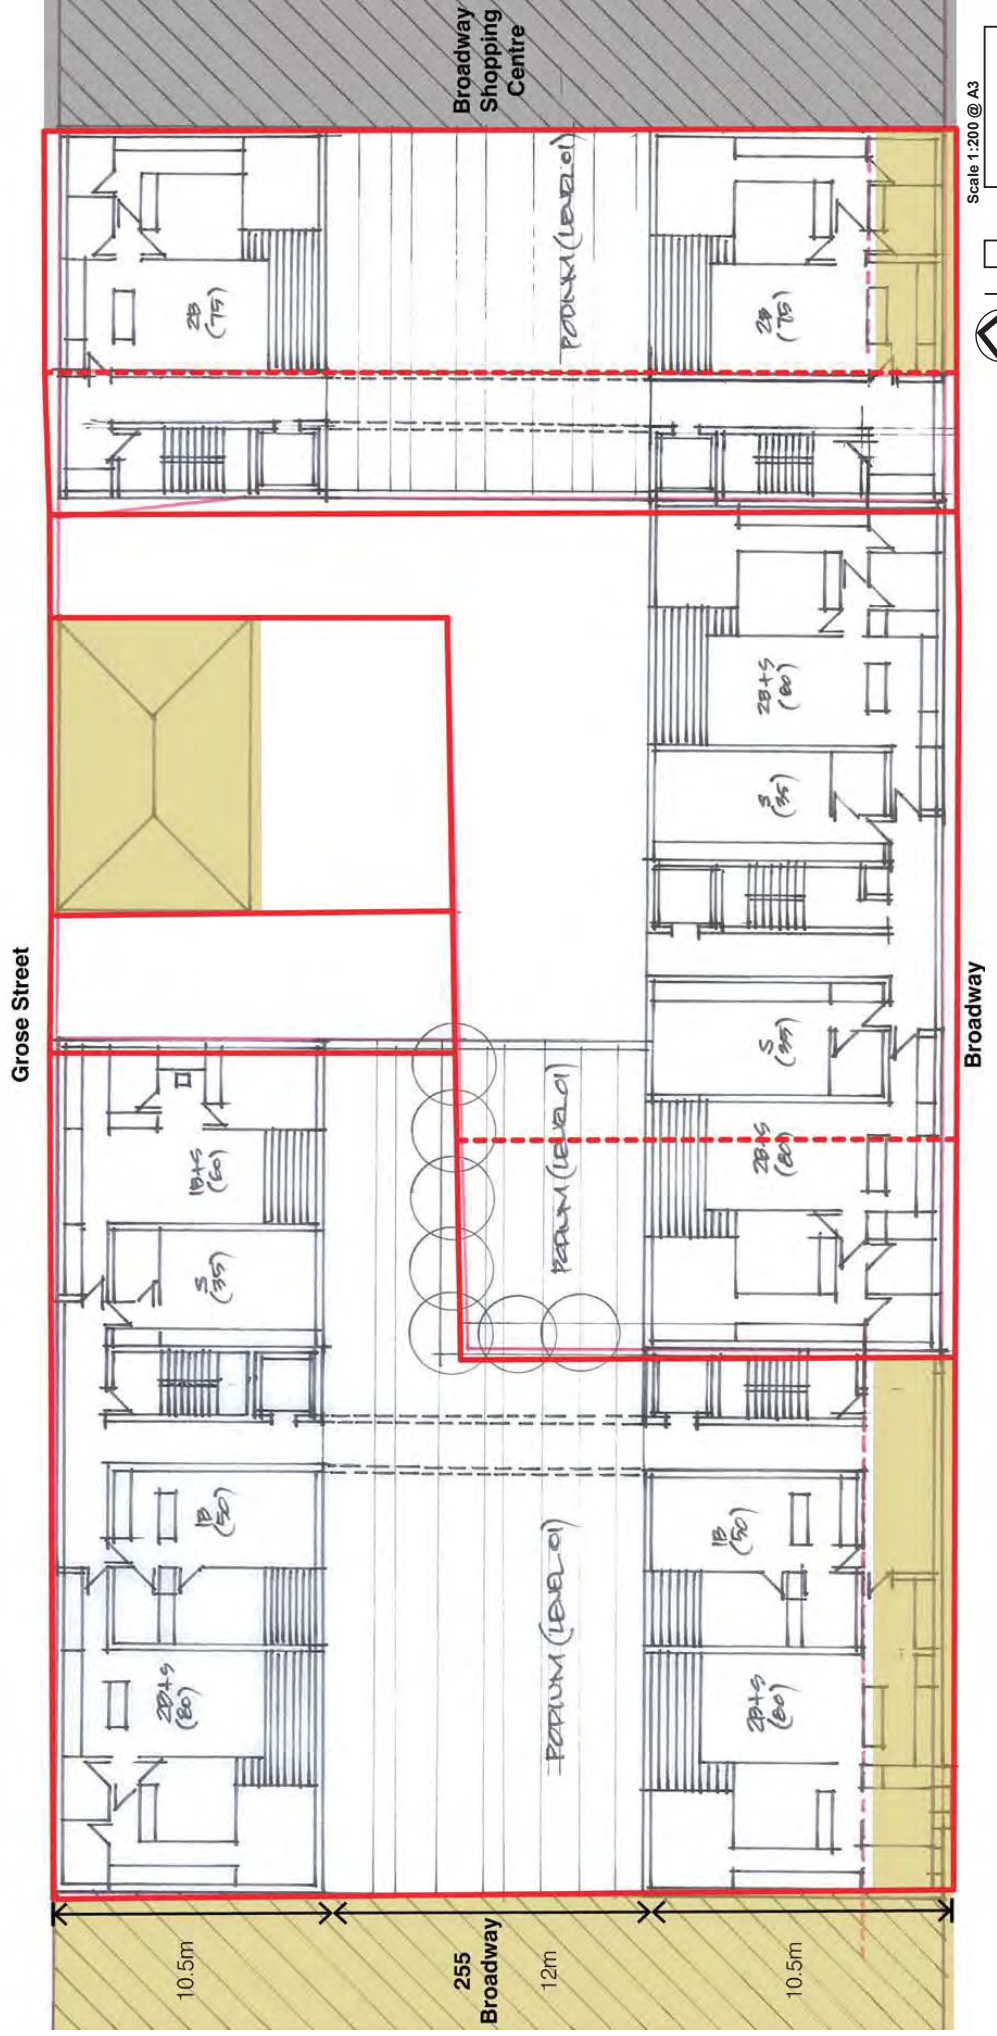 Grose Street
10.5m
255
Broadway
12m
10.5m
2B+S
(80)
1B
(50)
S
(35)
1B+S
(60)
2B
(75)
PODIUM (LEVEL 01)
PODIUM (LEVEL 01)
PODIUM (LEVEL 01)
Broadway
Shopping
Centre
2B+S
(80)
1B
(50)
2B+S
(80)
S
(35)
S
(35)
2B+S
(80)
2B
(75)
Broadway
Scale 1:200 @ A3